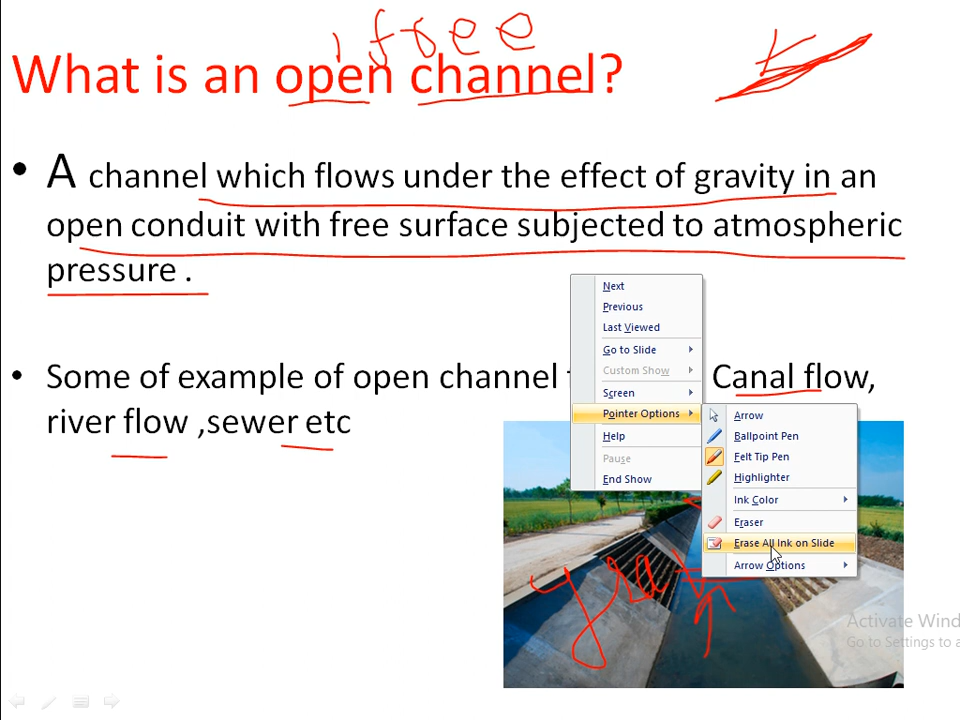 free
What is an open channel?
• A channel which flows under the effect of gravity in an
open conduit with free surface subjected to atmospheric
pressure .
• Some of example of open channel Canal flow,
river flow ,sewer etc
Next
Previous
Last Viewed
Go to Slide
Custom Show
Screen
Pointer Options
Help
Pause
End Show
Arrow
Ballpoint Pen
Felt Tip Pen
Highlighter
Ink Color
Eraser
Erase All Ink on Slide
Arrow Options
Activate Wind
Go to Settings to a